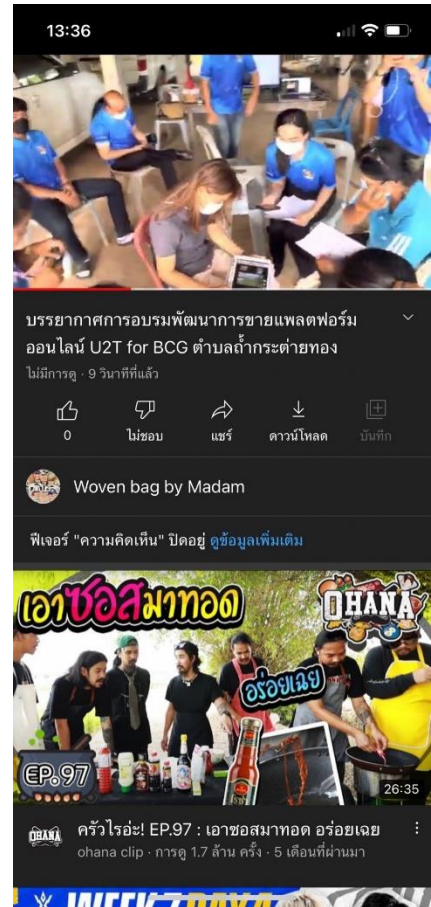 13:36
บรรยากาศการอบรมพัฒนาการขายแพลตฟอร์ม
ออนไลน์ U2T for BCG ตำบลถ้ำกระต่ายทอง
ไม่มีการดู · 9 วินาทีที่แล้ว
0
ไม่ชอบ
แชร์
ดาวน์โหลด
บันทึก
Woven bag by Madam
ฟีเจอร์ "ความคิดเห็น" ปิดอยู่ ดูข้อมูลเพิ่มเติม
เอาซอสมาทอด
OHANA
อร่อยเฉย
EP.97
26:35
OHANA
ครัวไรอ่ะ! EP.97 : เอาซอสมาทอด อร่อยเฉย
ohana clip · การดู 1.7 ล้าน ครั้ง · 5 เดือนที่ผ่านมา